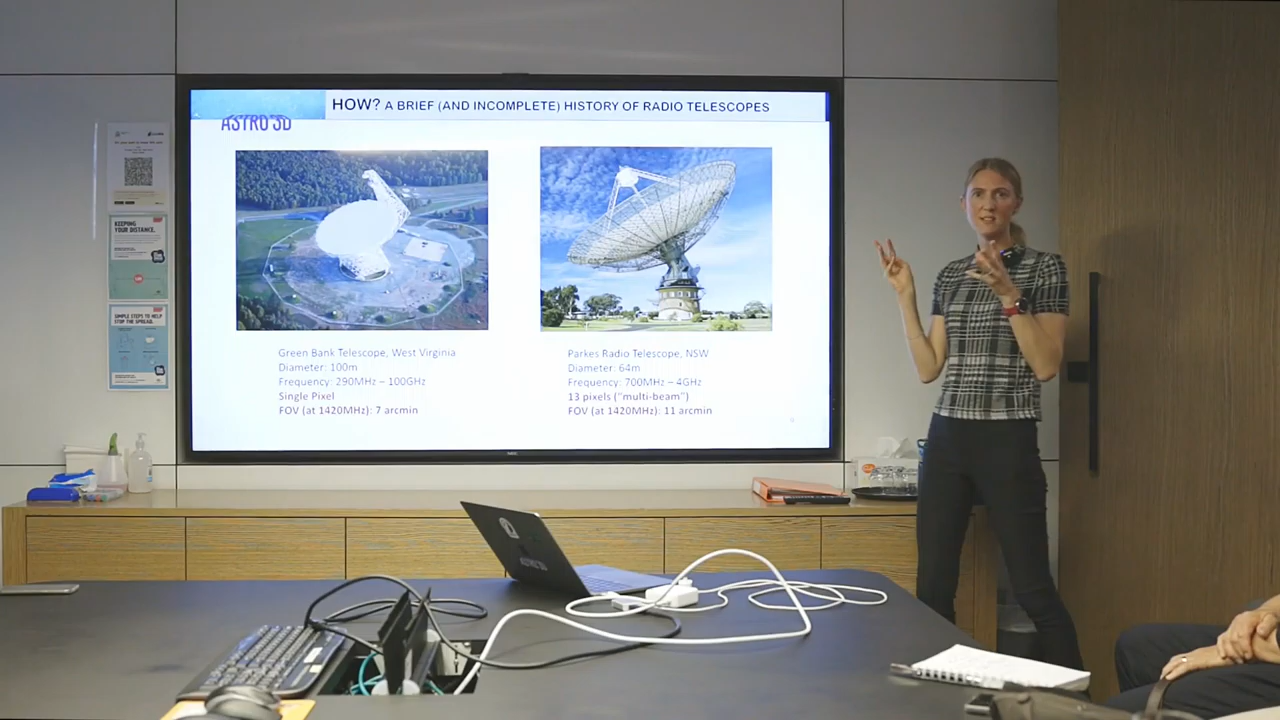 HOW? A BRIEF (AND INCOMPLETE) HISTORY OF RADIO TELESCOPES
ASTRO 3D
Green Bank Telescope, West Virginia
Diameter: 100m
Frequency: 290MHz – 100GHz
Single Pixel
FOV (at 1420MHz): 7 arcmin
Parkes Radio Telescope, NSW
Diameter: 64m
Frequency: 700MHz – 4GHz
13 pixels ("multi-beam")
FOV (at 1420MHz): 11 arcmin
KEEPING
YOUR DISTANCE.
SIMPLE STEPS TO HELP
STOP THE SPREAD.
ASTRO 3D